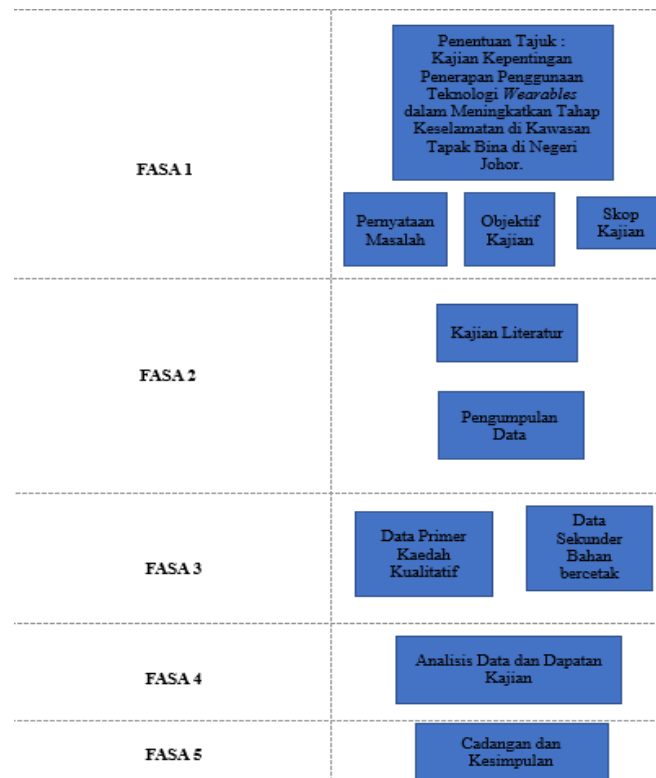 FASA 1
Penentuan Tajuk :
Kajian Kepentingan
Penerapan Penggunaan
Teknologi Wearables
dalam Meningkatkan Tahap
Keselamatan di Kawasan
Tapak Bina di Negeri
Johor.
Pernyataan
Masalah
Objektif
Kajian
Skop
Kajian
FASA 2
Kajian Literatur
Pengumpulan
Data
FASA 3
Data Primer
Kaedah
Kualitatif
Data
Sekunder
Bahan
bercetak
FASA 4
Analisis Data dan Dapatan
Kajian
FASA 5
Cadangan dan
Kesimpulan